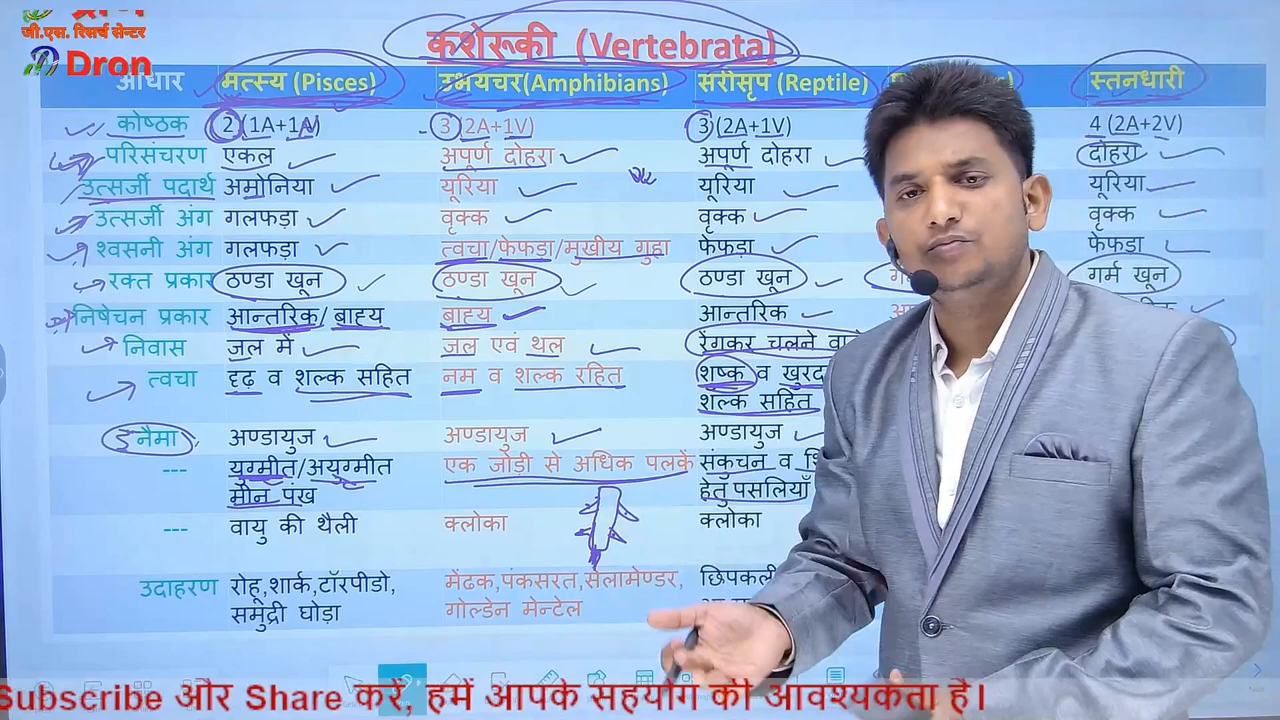 जी.एस. रिसर्च सेन्टर
Dron
कशेरूकी (Vertebrata)
आधार मत्स्य (Pisces) उभयचर(Amphibians) सरीसृप (Reptile) स्तनधारी
कोष्ठक 2 (1A+1V) 3 (2A+1V) 3 (2A+1V) 4 (2A+2V)
परिसंचरण एकल अपूर्ण दोहरा अपूर्ण दोहरा दोहरा
उत्सर्जी पदार्थ अमोनिया यूरिया यूरिया यूरिया
उत्सर्जी अंग गलफड़ा वृक्क वृक्क वृक्क
श्वसनी अंग गलफड़ा त्वचा/फेफड़ा/मुखीय गुहा फेफड़ा फेफडा
रक्त प्रकार ठण्डा खून ठण्डा खून ठण्डा खून गर्म खून
निषेचन प्रकार आन्तरिक/ बाह्य बाह्य आन्तरिक
निवास जल में जल एवं थल रेंगकर चलने
त्वचा दृढ़ व शल्क सहित नम व शल्क रहित शुष्क व
शल्क सहित
नैमा अण्डायुज अण्डायुज अण्डायुज
--- युग्मीत/अयुग्मीत एक जोड़ी से अधिक पलकें संकुचन व
मीन पंख हेतु पसलियाँ
--- वायु की थैली क्लोका क्लोका
उदाहरण रोहू,शार्क,टॉरपीडो, मेंढक,पंकसरत,सेलामेण्डर, छिपकली
समुद्री घोड़ा गोल्डेन मेन्टेल
Subscribe और Share करें, हमें आपके सहयोग की आवश्यकता है।